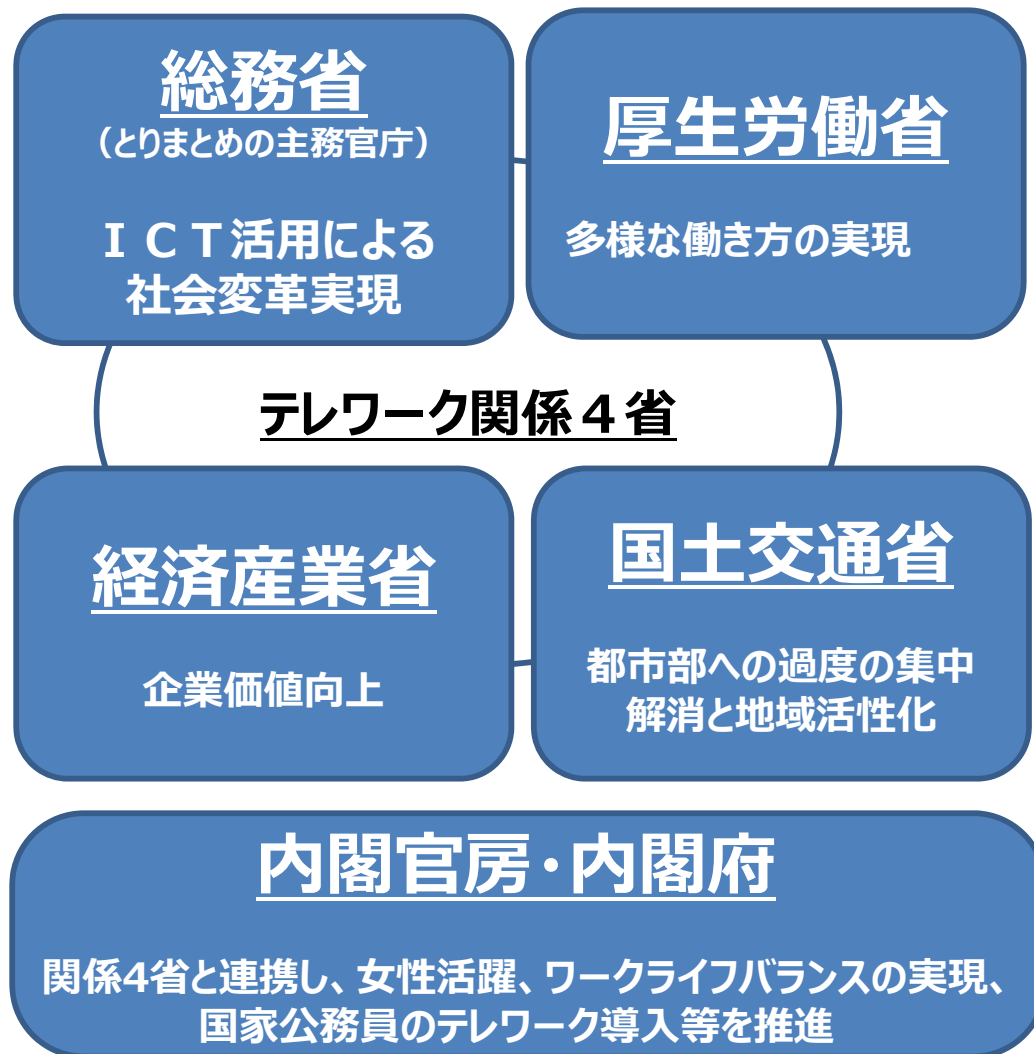 総務省
（とりまとめの主務官庁）
ＩＣＴ活用による
社会変革実現
厚生労働省
多様な働き方の実現
テレワーク関係４省
経済産業省
企業価値向上
国土交通省
都市部への過度の集中
解消と地域活性化
内閣官房・内閣府
関係4省と連携し、女性活躍、ワークライフバランスの実現、
国家公務員のテレワーク導入等を推進